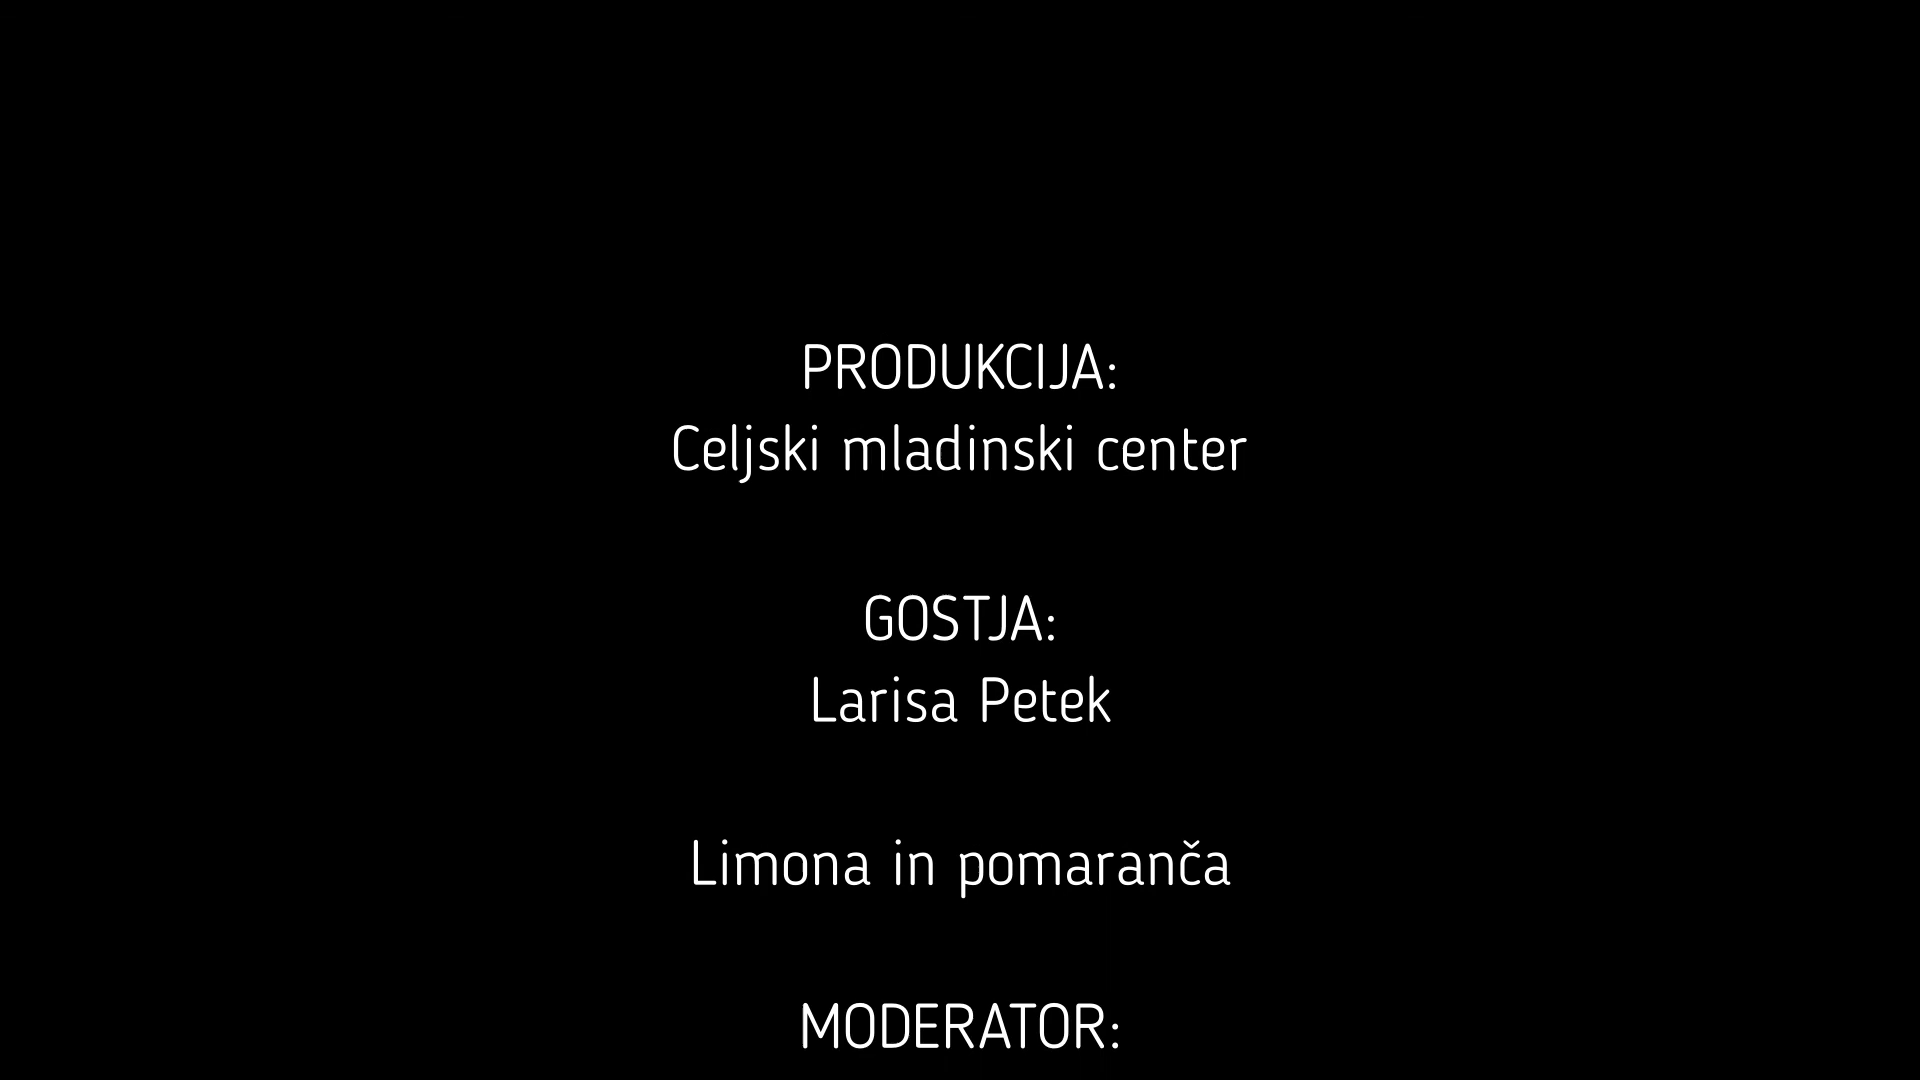 PRODUKCIJA:
Celjski mladinski center
GOSTJA:
Larisa Petek
Limona in pomaranča
MODERATOR: